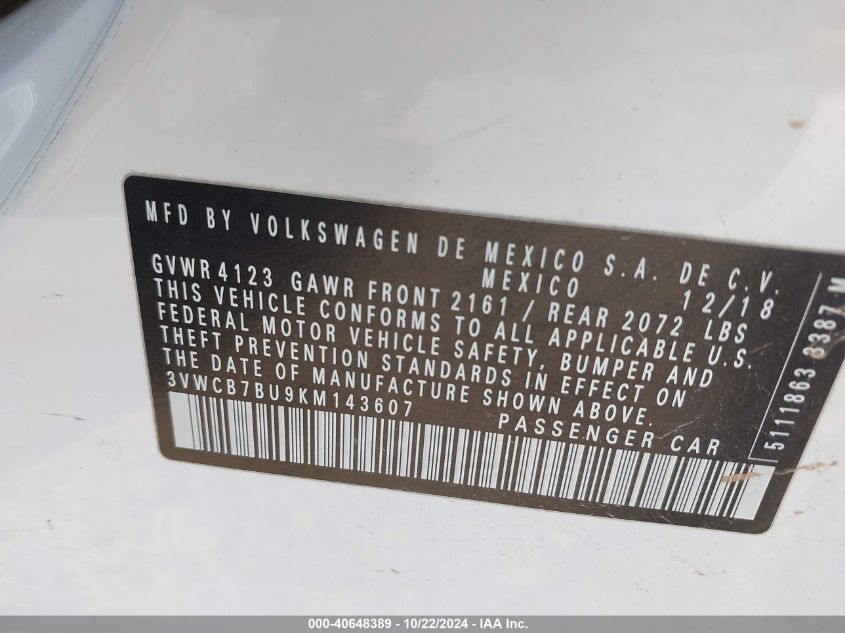 MFD BY VOLKSWAGEN DE MEXICO S.A. DE C.V.
MEXICO 12/18
GVWR 4123 GAWR FRONT 2161 / REAR 2072 LBS
THIS VEHICLE CONFORMS TO ALL APPLICABLE U.S.
FEDERAL MOTOR VEHICLE SAFETY, BUMPER AND
THEFT PREVENTION STANDARDS IN EFFECT ON
THE DATE OF MANUFACTURE SHOWN ABOVE.
3VWCB7BU9KM143607 PASSENGER CAR
5111863 3387 M
000-40648389 - 10/22/2024 - IAA Inc.